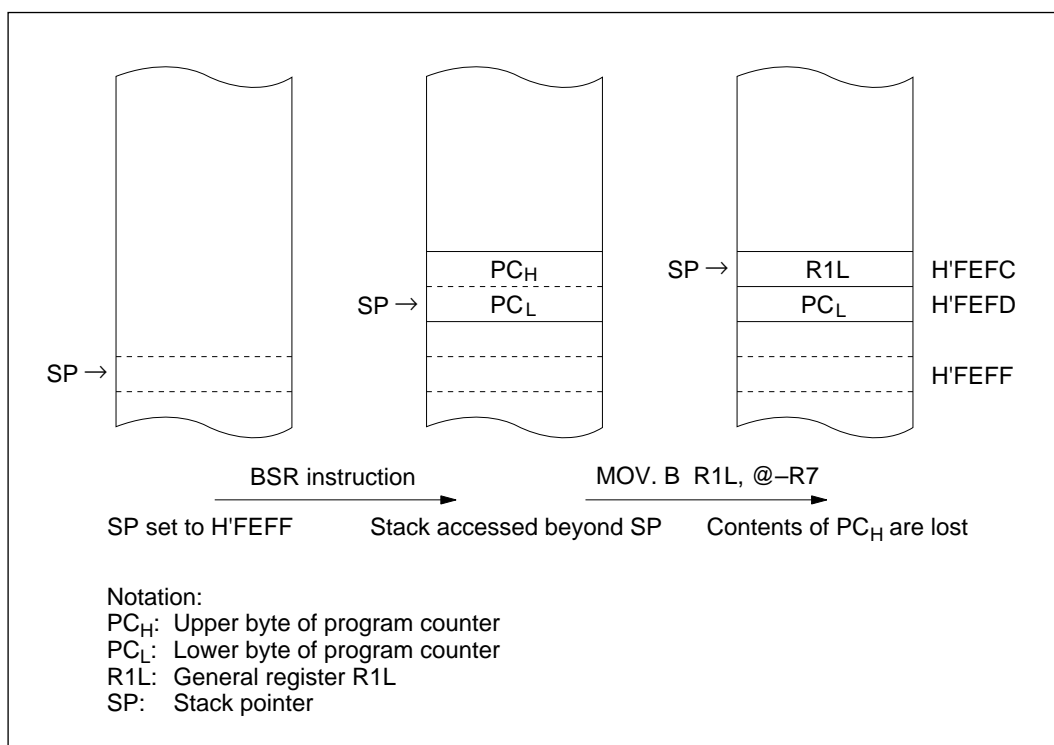 PCH
SP → R1L H'FEFC
SP → PCL PCL H'FEFD
SP → H'FEFF
BSR instruction MOV. B R1L, @–R7
SP set to H'FEFF Stack accessed beyond SP Contents of PCH are lost
Notation:
PCH: Upper byte of program counter
PCL: Lower byte of program counter
R1L: General register R1L
SP: Stack pointer